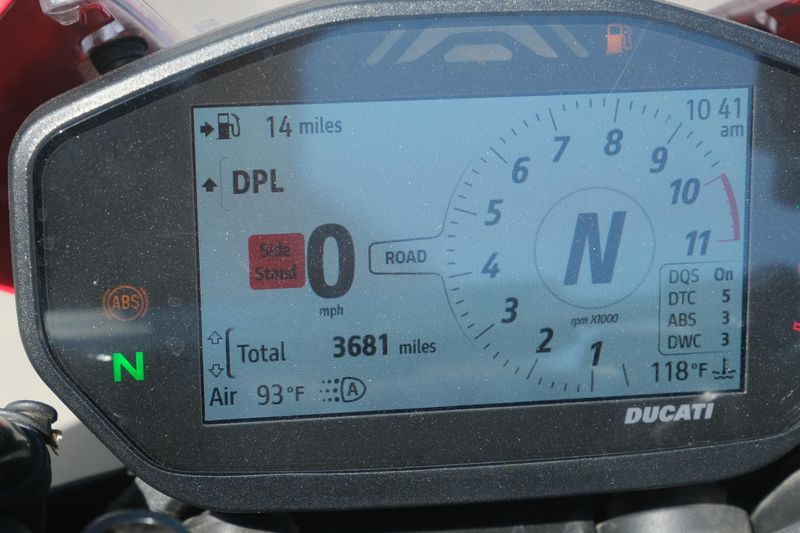 14 miles
10 41
am
DPL
Side
Stand
0
mph
ROAD
N
1
2
3
4
5
6
7
8
9
10
11
rpm X1000
DQS On
DTC 5
ABS 3
DWC 3
ABS
N
Total 3681 miles
Air 93 °F A
118 °F
DUCATI